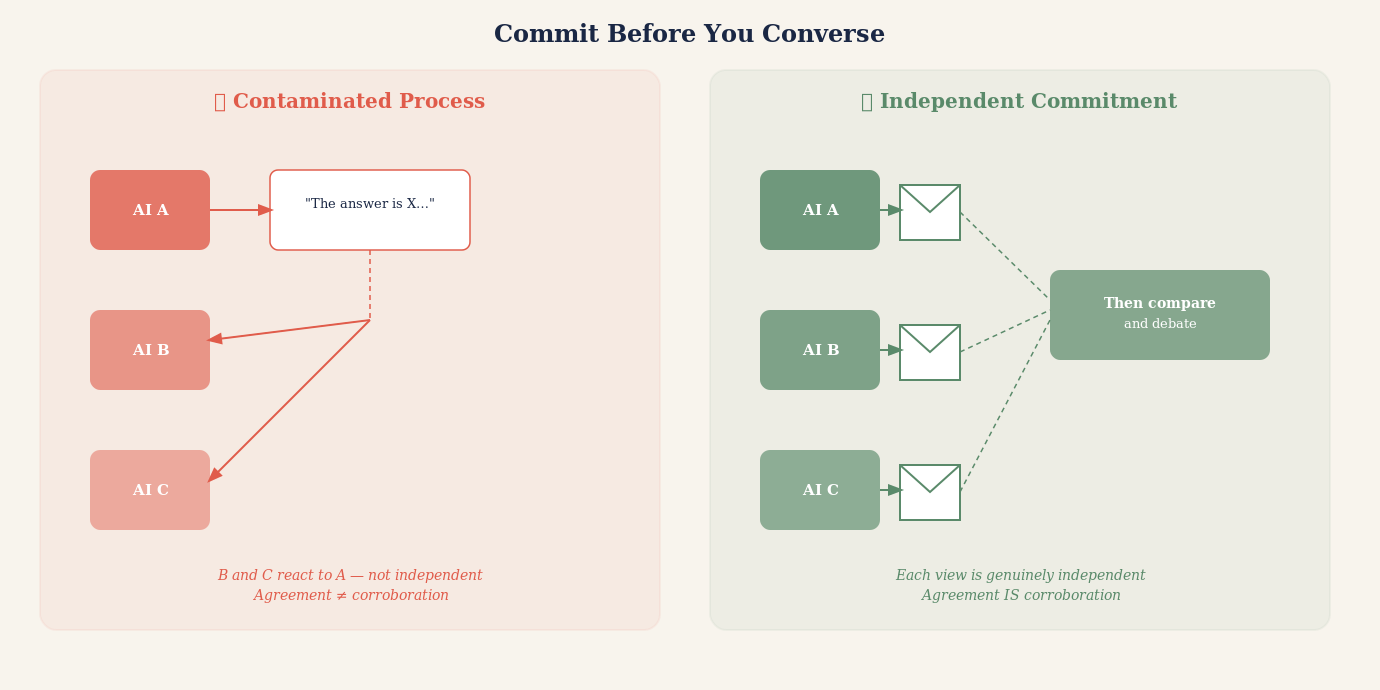 Commit Before You Converse
Contaminated Process
AI A
"The answer is X..."
AI B
AI C
B and C react to A — not independent
Agreement ≠ corroboration
Independent Commitment
AI A
AI B
AI C
Then compare
and debate
Each view is genuinely independent
Agreement IS corroboration